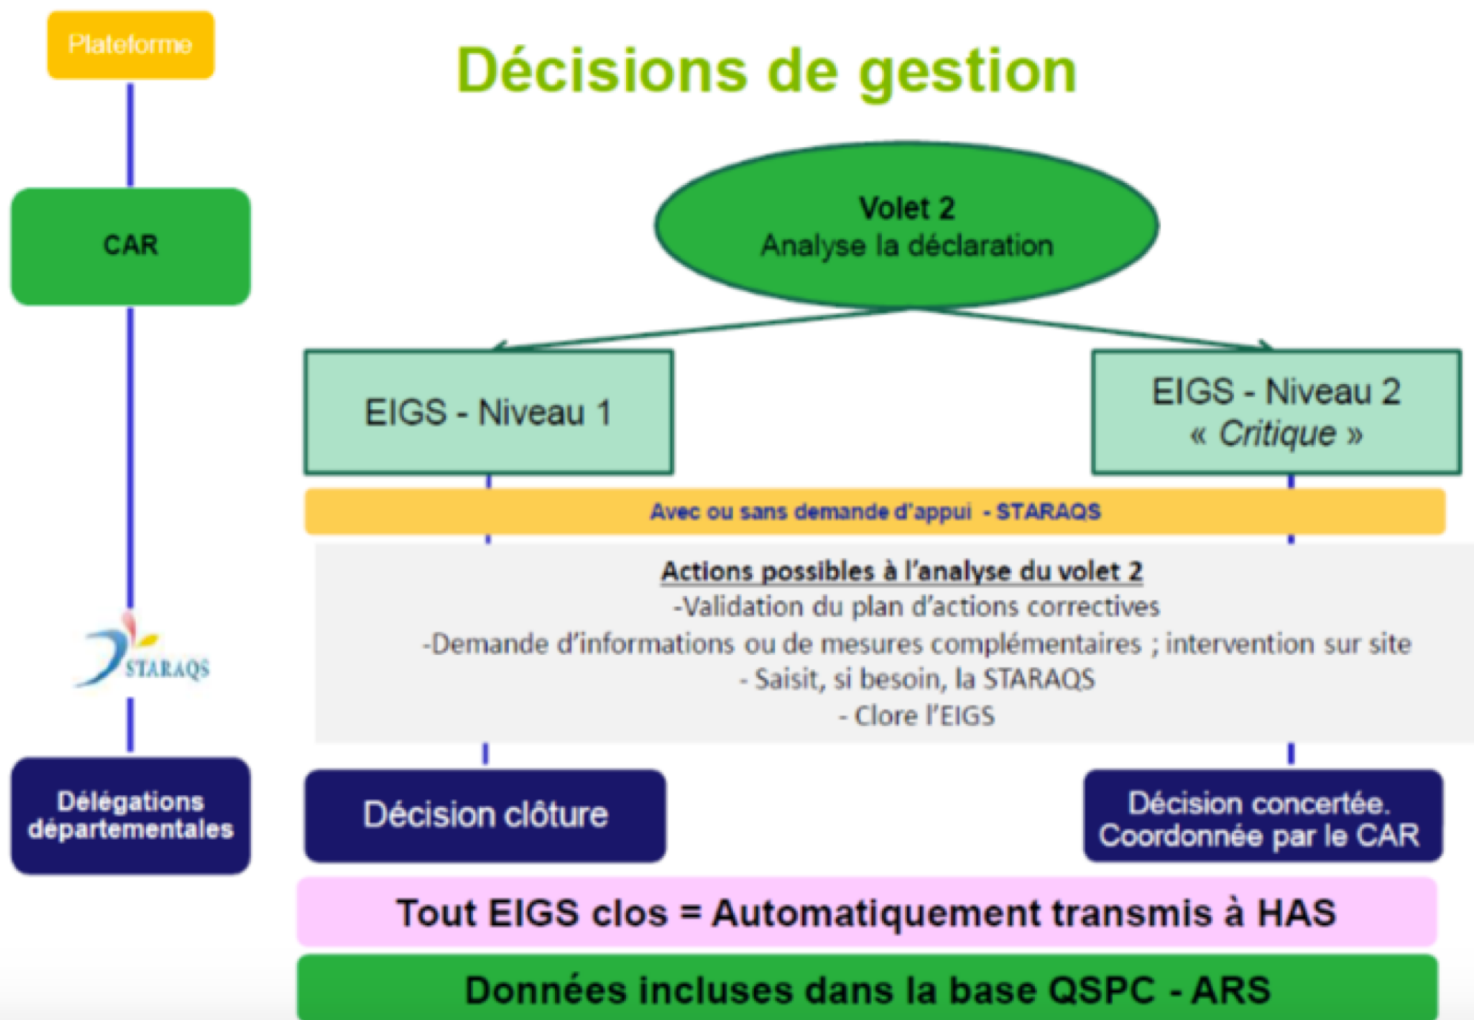 Plateforme
Décisions de gestion
CAR
Volet 2
Analyse la déclaration
EIGS - Niveau 1
EIGS - Niveau 2
« Critique »
Avec ou sans demande d'appui - STARAQS
Actions possibles à l'analyse du volet 2
-Validation du plan d'actions correctives
-Demande d'informations ou de mesures complémentaires ; intervention sur site
- Saisit, si besoin, la STARAQS
- Clore l'EIGS
STARAQS
Délégations
départementales
Décision clôture
Décision concertée.
Coordonnée par le CAR
Tout EIGS clos = Automatiquement transmis à HAS
Données incluses dans la base QSPC - ARS